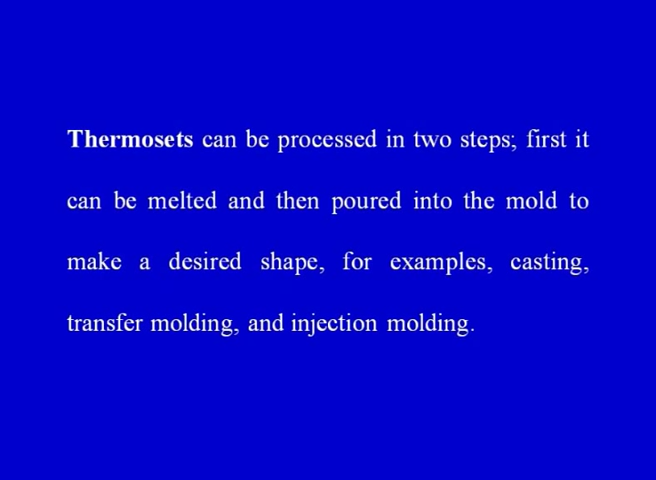 Thermosets can be processed in two steps; first it
can be melted and then poured into the mold to
make a desired shape, for examples, casting,
transfer molding, and injection molding.